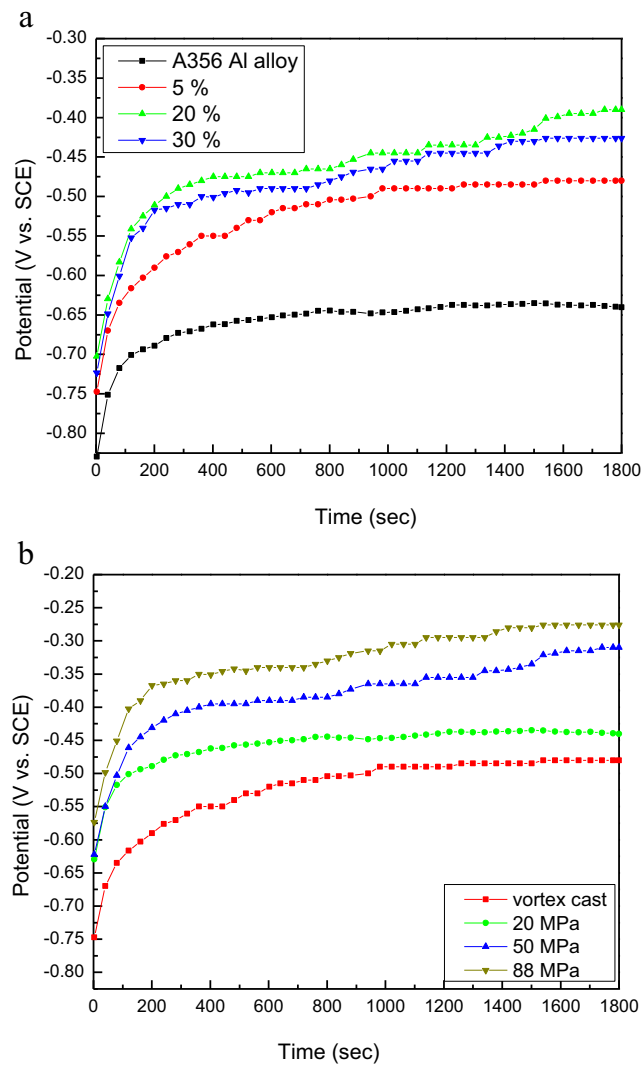 a
-0.30
-0.35
-0.40
-0.45
-0.50
-0.55
-0.60
-0.65
-0.70
-0.75
-0.80
Potential (V vs. SCE)
A356 Al alloy
5 %
20 %
30 %
0 200 400 600 800 1000 1200 1400 1600 1800
Time (sec)
b
-0.20
-0.25
-0.30
-0.35
-0.40
-0.45
-0.50
-0.55
-0.60
-0.65
-0.70
-0.75
-0.80
Potential (V vs. SCE)
vortex cast
20 MPa
50 MPa
88 MPa
0 200 400 600 800 1000 1200 1400 1600 1800
Time (sec)